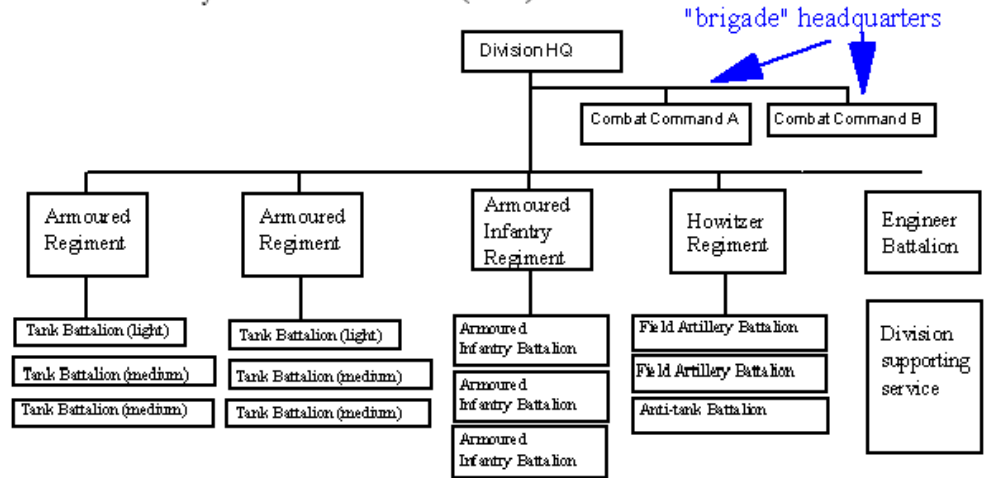 "brigade" headquarters
Division HQ
Combat Command A
Combat Command B
Armoured
Regiment
Armoured
Regiment
Armoured
Infantry
Regiment
Howitzer
Regiment
Engineer
Battalion
Tank Battalion (light)
Tank Battalion (medium)
Tank Battalion (medium)
Tank Battalion (light)
Tank Battalion (medium)
Tank Battalion (medium)
Armoured
Infantry Battalion
Armoured
Infantry Battalion
Armoured
Infantry Battalion
Field Artillery Battalion
Field Artillery Battalion
Anti-tank Battalion
Division
supporting
service